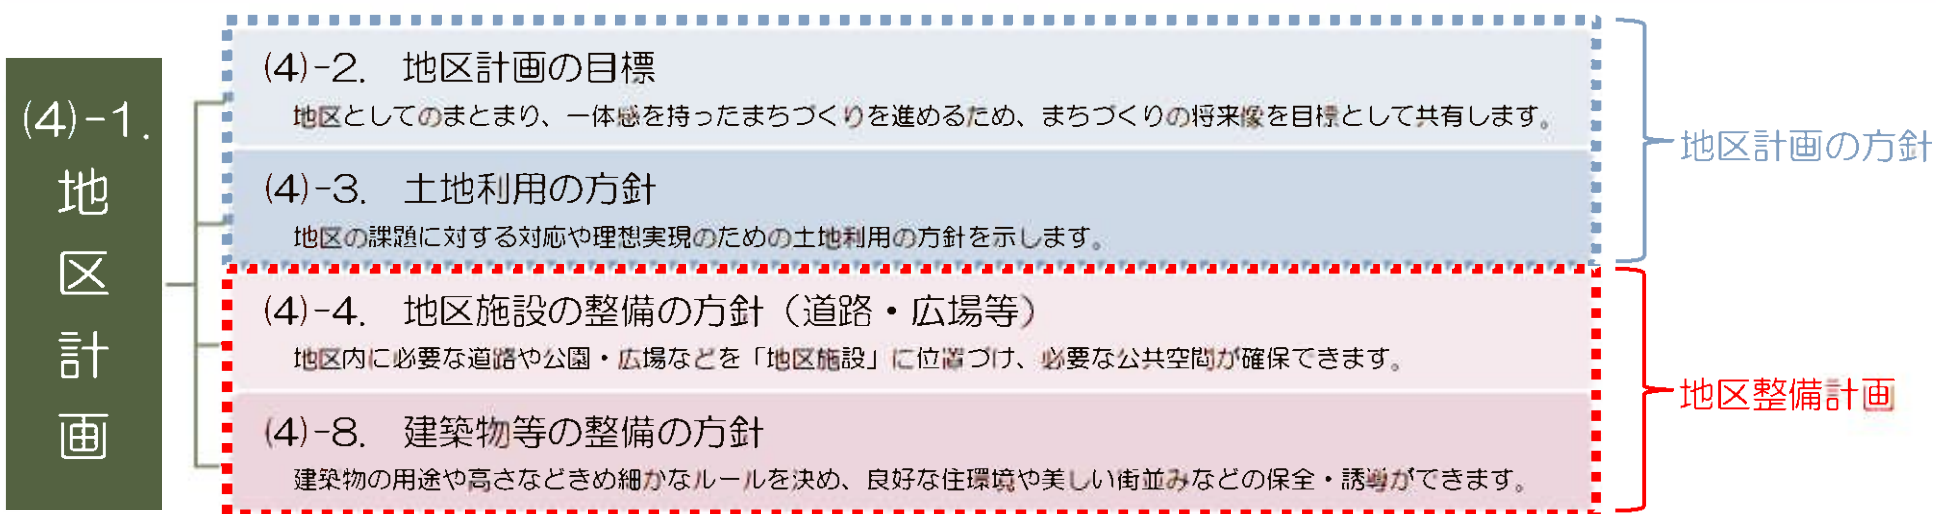 (4)-1.
地区計画
(4)-2. 地区計画の目標
地区としてのまとまり、一体感を持ったまちづくりを進めるため、まちづくりの将来像を目標として共有します。
(4)-3. 土地利用の方針
地区の課題に対する対応や理想実現のための土地利用の方針を示します。
地区計画の方針
(4)-4. 地区施設の整備の方針（道路・広場等）
地区内に必要な道路や公園・広場などを「地区施設」に位置づけ、必要な公共空間が確保できます。
(4)-8. 建築物等の整備の方針
建築物の用途や高さなどきめ細かなルールを決め、良好な住環境や美しい街並みなどの保全・誘導ができます。
地区整備計画